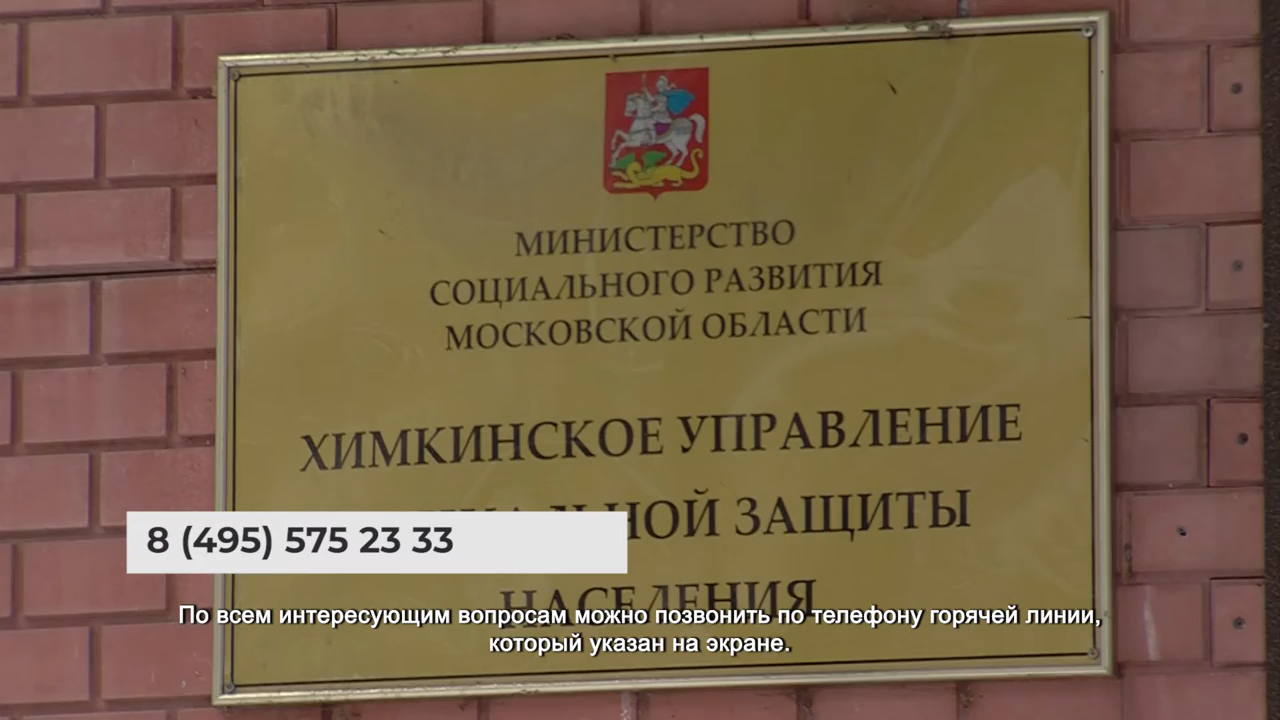 МИНИСТЕРСТВО
СОЦИАЛЬНОГО РАЗВИТИЯ
МОСКОВСКОЙ ОБЛАСТИ
ХИМКИНСКОЕ УПРАВЛЕНИЕ
ЗАЩИТЫ
НАСЕЛЕНИЯ
8 (495) 575 23 33
По всем интересующим вопросам можно позвонить по телефону горячей линии,
который указан на экране.